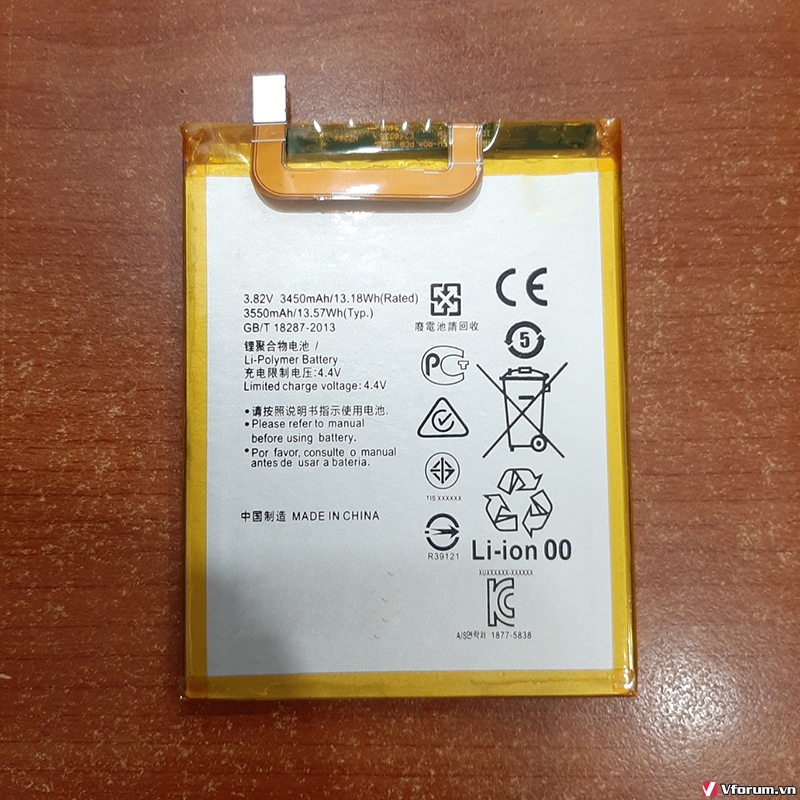 3.82V 3450mAh/13.18Wh(Rated)
3550mAh/13.57Wh(Typ.)
GB/T 18287-2013
锂聚合物电池 /
Li-Polymer Battery
充电限制电压:4.4V
Limited charge voltage: 4.4V
•请按照说明书指示使用电池.
•Please refer to manual
before using battery.
•Por favor, consulte o manual
antes de usar a bateria.
中国制造 MADE IN CHINA
廢電池請回收
CE
5
PCT
TIS XXXXXX
R39121
Li-ion 00
XUXXXXXX-XXXXXX
KC
A/S연락처 1877-5838
Vforum.vn